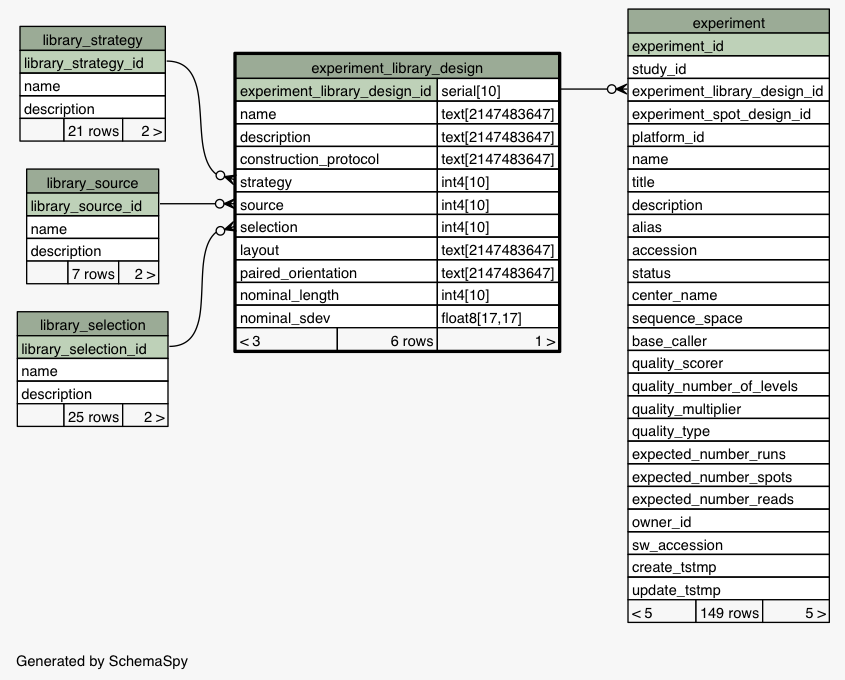 library_strategy
library_strategy_id
name
description
21 rows 2 >
library_source
library_source_id
name
description
7 rows 2 >
library_selection
library_selection_id
name
description
25 rows 2 >
experiment_library_design
experiment_library_design_id serial[10]
name text[2147483647]
description text[2147483647]
construction_protocol text[2147483647]
strategy int4[10]
source int4[10]
selection int4[10]
layout text[2147483647]
paired_orientation text[2147483647]
nominal_length int4[10]
nominal_sdev float8[17,17]
< 3 6 rows 1 >
experiment
experiment_id
study_id
experiment_library_design_id
experiment_spot_design_id
platform_id
name
title
description
alias
accession
status
center_name
sequence_space
base_caller
quality_scorer
quality_number_of_levels
quality_multiplier
quality_type
expected_number_runs
expected_number_spots
expected_number_reads
owner_id
sw_accession
create_tstmp
update_tstmp
< 5 149 rows 5 >
Generated by SchemaSpy